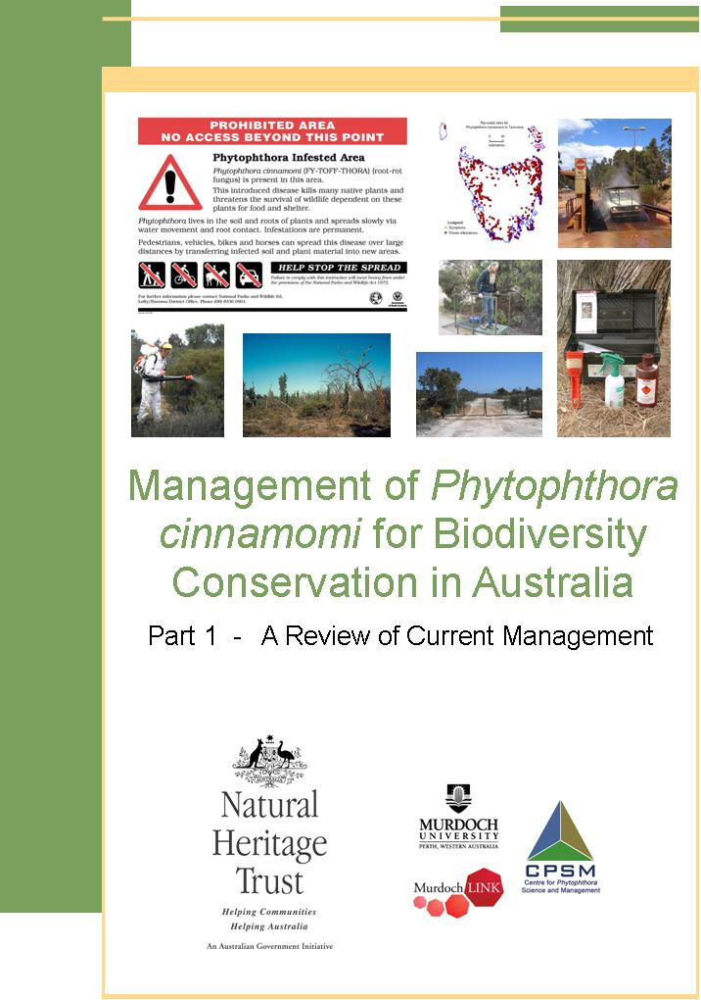 PROHIBITED AREA
NO ACCESS BEYOND THIS POINT
Phytophthora Infested Area
Phytophthora cinnamomi (FY-TOFF-THORA) (root-rot
fungus) is present in this area.
This introduced disease kills many native plants and
threatens the survival of wildlife dependent on these
plants for food and shelter.
Phytophthora lives in the soil and roots of plants and spreads slowly via
water movement and root contact. Infestations are permanent.
Pedestrians, vehicles, bikes and horses can spread this disease over large
distances by transferring infected soil and plant material into new areas.
HELP STOP THE SPREAD
Failure to comply with this instruction will incur heavy fines under
the provisions of the National Parks and Wildlife Act 1972.
For further information please contact National Parks and Wildlife SA,
Lofty/Barossa District Office. Phone (08) 8336 0901.
Recorded sites for
Phytophthora cinnamomi in Tasmania
kilometres
Legend
Symptoms
Proven infestations
Management of Phytophthora
cinnamomi for Biodiversity
Conservation in Australia
Part 1 - A Review of Current Management
AUSTRALIA
Natural
Heritage
Trust
Helping Communities
Helping Australia
An Australian Government Initiative
MURDOCH
UNIVERSITY
PERTH, WESTERN AUSTRALIA
Murdoch LINK
CPSM
Centre for Phytophthora
Science and Management